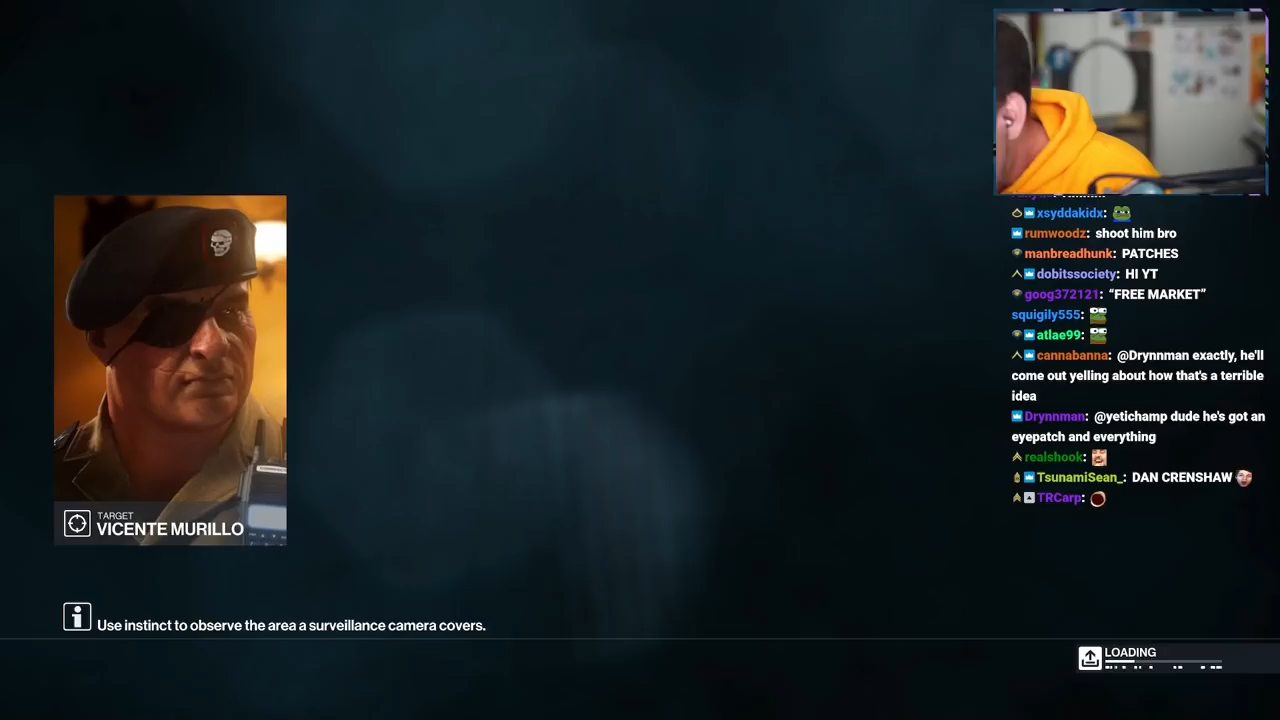 xsyddakidx:
rumwoodz: shoot him bro
manbreadhunk: PATCHES
dobitssociety: HI YT
goog372121: “FREE MARKET”
squigily555:
atlae99:
cannabanna: @Drynnman exactly, he'll
come out yelling about how that's a terrible
idea
Drynnman: @yetichamp dude he's got an
eyepatch and everything
realshook:
TsunamiSean_: DAN CRENSHAW
TRCarp:
TARGET
VICENTE MURILLO
Use instinct to observe the area a surveillance camera covers.
LOADING